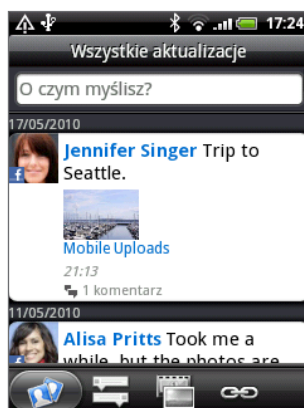 17:24
Wszystkie aktualizacje
O czym myślisz?
17/05/2010
Jennifer Singer Trip to
Seattle.
Mobile Uploads
21:13
1 komentarz
11/05/2010
Alisa Pritts Took me a
while, but the photos are